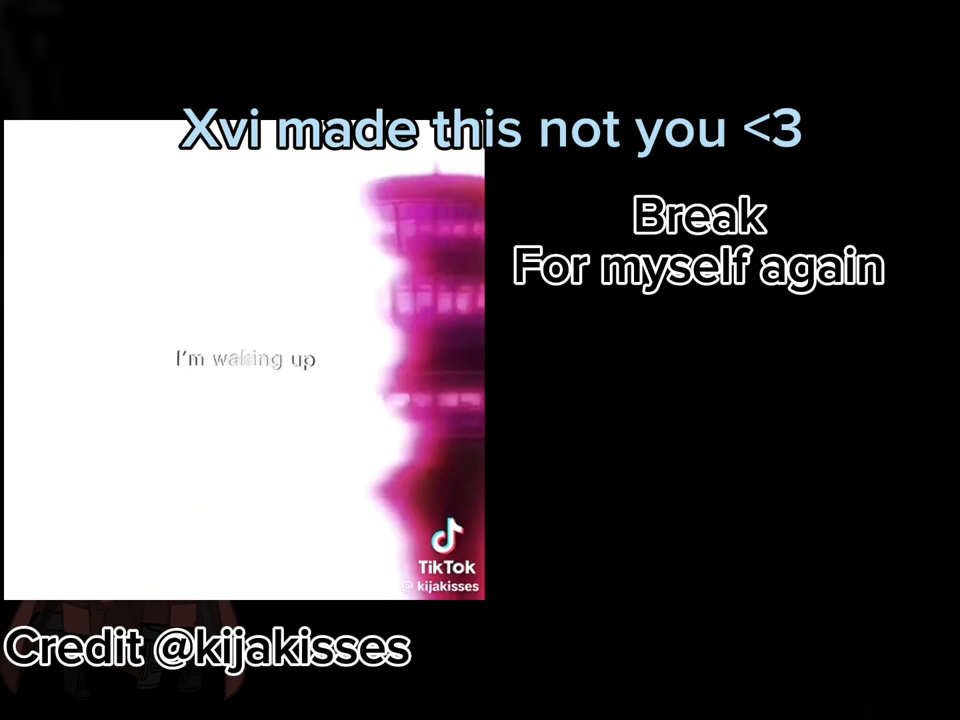 Xvi made this not you <3
Break
For myself again
I'm waking up
TikTok
@ kijakisses
Credit @kijakisses